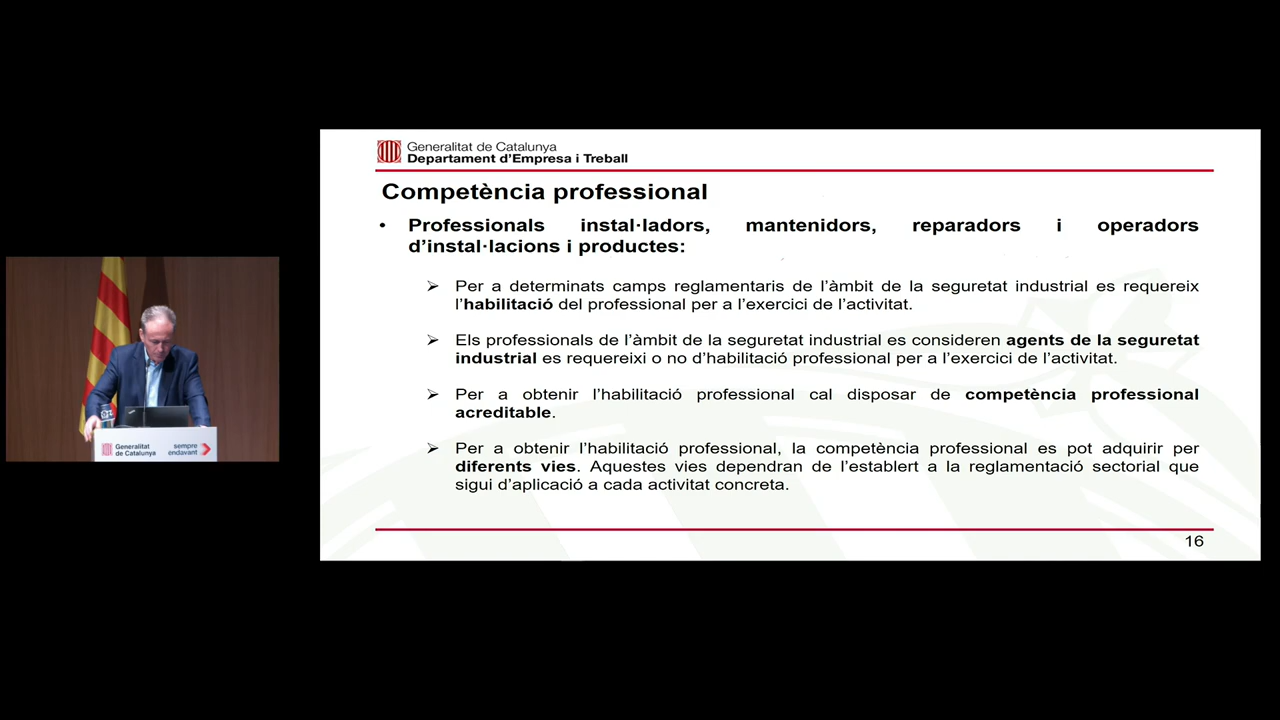 Generalitat de Catalunya
Departament d'Empresa i Treball
Competència professional
• Professionals instal·ladors, mantenidors, reparadors i operadors
d'instal·lacions i productes:
Per a determinats camps reglamentaris de l'àmbit de la seguretat industrial es requereix
l'habilitació del professional per a l'exercici de l'activitat.
Els professionals de l'àmbit de la seguretat industrial es consideren agents de la seguretat
industrial es requereixi o no d'habilitació professional per a l'exercici de l'activitat.
Per a obtenir l'habilitació professional cal disposar de competència professional
acreditable.
Per a obtenir l'habilitació professional, la competència professional es pot adquirir per
diferents vies. Aquestes vies dependran de l'establert a la reglamentació sectorial que
sigui d'aplicació a cada activitat concreta.
16
Generalitat
de Catalunya
sempre
endavant